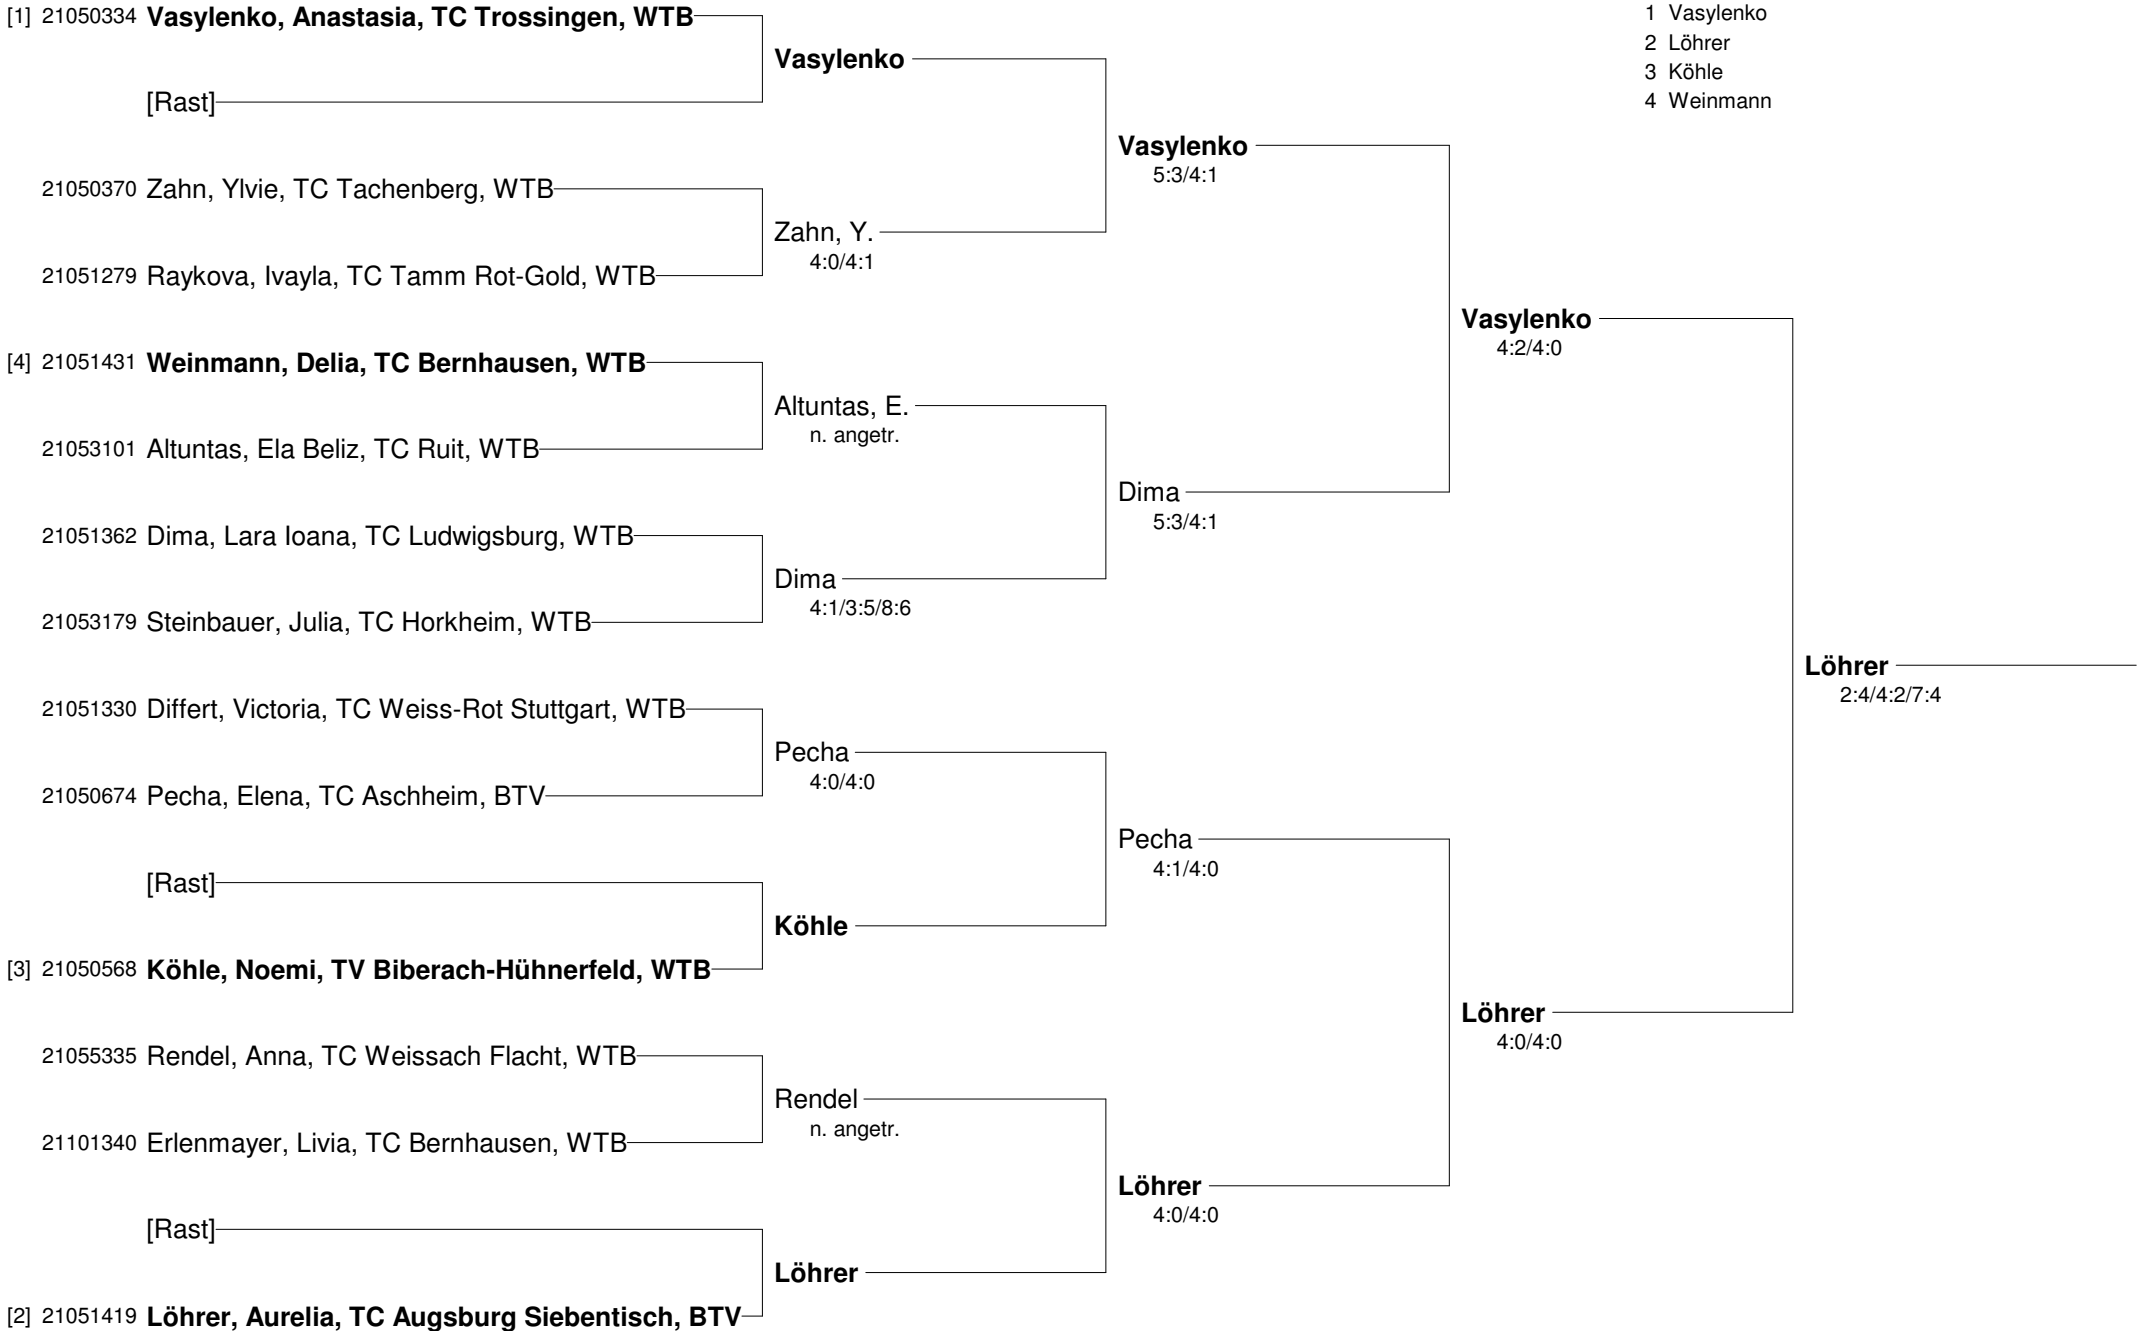 [1] 21050334 Vasylenko, Anastasia, TC Trossingen, WTB
[Rast]
21050370 Zahn, Ylvie, TC Tachenberg, WTB
21051279 Raykova, Ivayla, TC Tamm Rot-Gold, WTB
[4] 21051431 Weinmann, Delia, TC Bernhausen, WTB
21053101 Altuntas, Ela Beliz, TC Ruit, WTB
21051362 Dima, Lara Ioana, TC Ludwigsburg, WTB
21053179 Steinbauer, Julia, TC Horkheim, WTB
21051330 Differt, Victoria, TC Weiss-Rot Stuttgart, WTB
21050674 Pecha, Elena, TC Aschheim, BTV
[Rast]
[3] 21050568 Köhle, Noemi, TV Biberach-Hühnerfeld, WTB
21055335 Rendel, Anna, TC Weissach Flacht, WTB
21101340 Erlenmayer, Livia, TC Bernhausen, WTB
[Rast]
[2] 21051419 Löhrer, Aurelia, TC Augsburg Siebentisch, BTV
Vasylenko
Zahn, Y.
4:0/4:1
Altuntas, E.
n. angetr.
Dima
4:1/3:5/8:6
Pecha
4:0/4:0
Köhle
Rendel
n. angetr.
Löhrer
Vasylenko
5:3/4:1
Dima
5:3/4:1
Pecha
4:1/4:0
Löhrer
4:0/4:0
Vasylenko
4:2/4:0
Löhrer
4:0/4:0
Löhrer
2:4/4:2/7:4
1 Vasylenko
2 Löhrer
3 Köhle
4 Weinmann